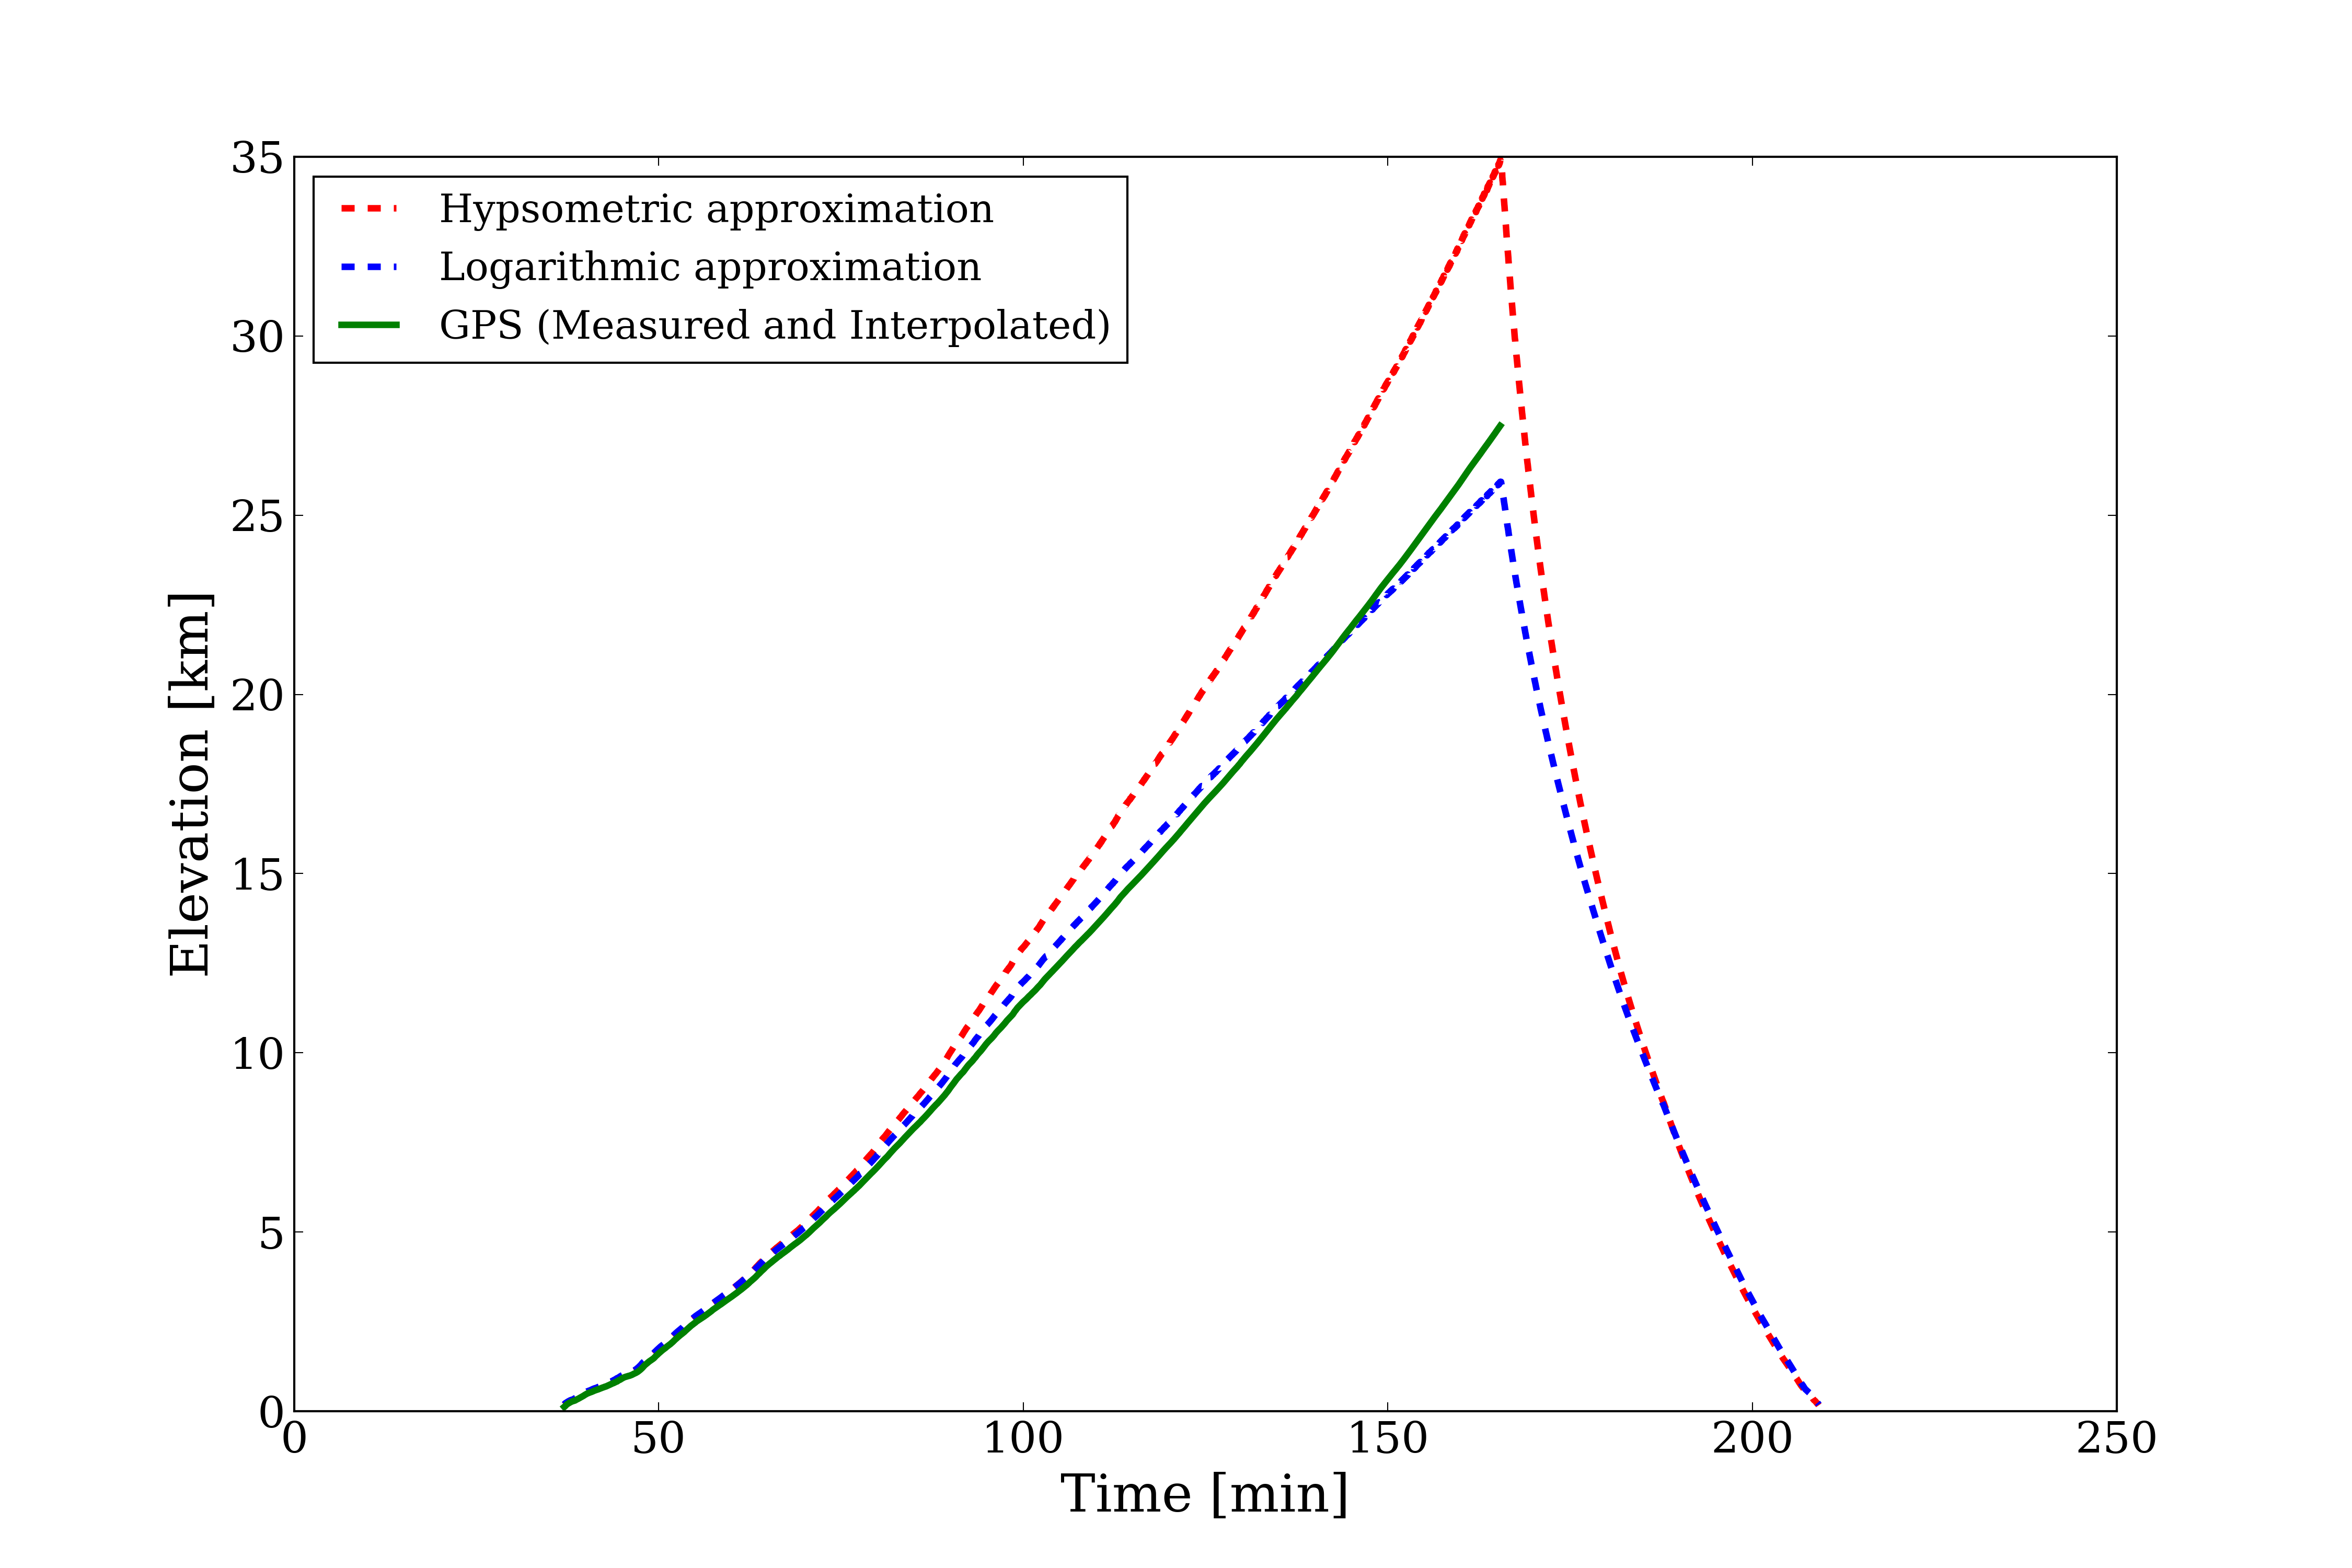 Hypsometric approximation
Logarithmic approximation
GPS (Measured and Interpolated)
35
30
25
20
15
10
5
0
Elevation [km]
0 50 100 150 200 250
Time [min]